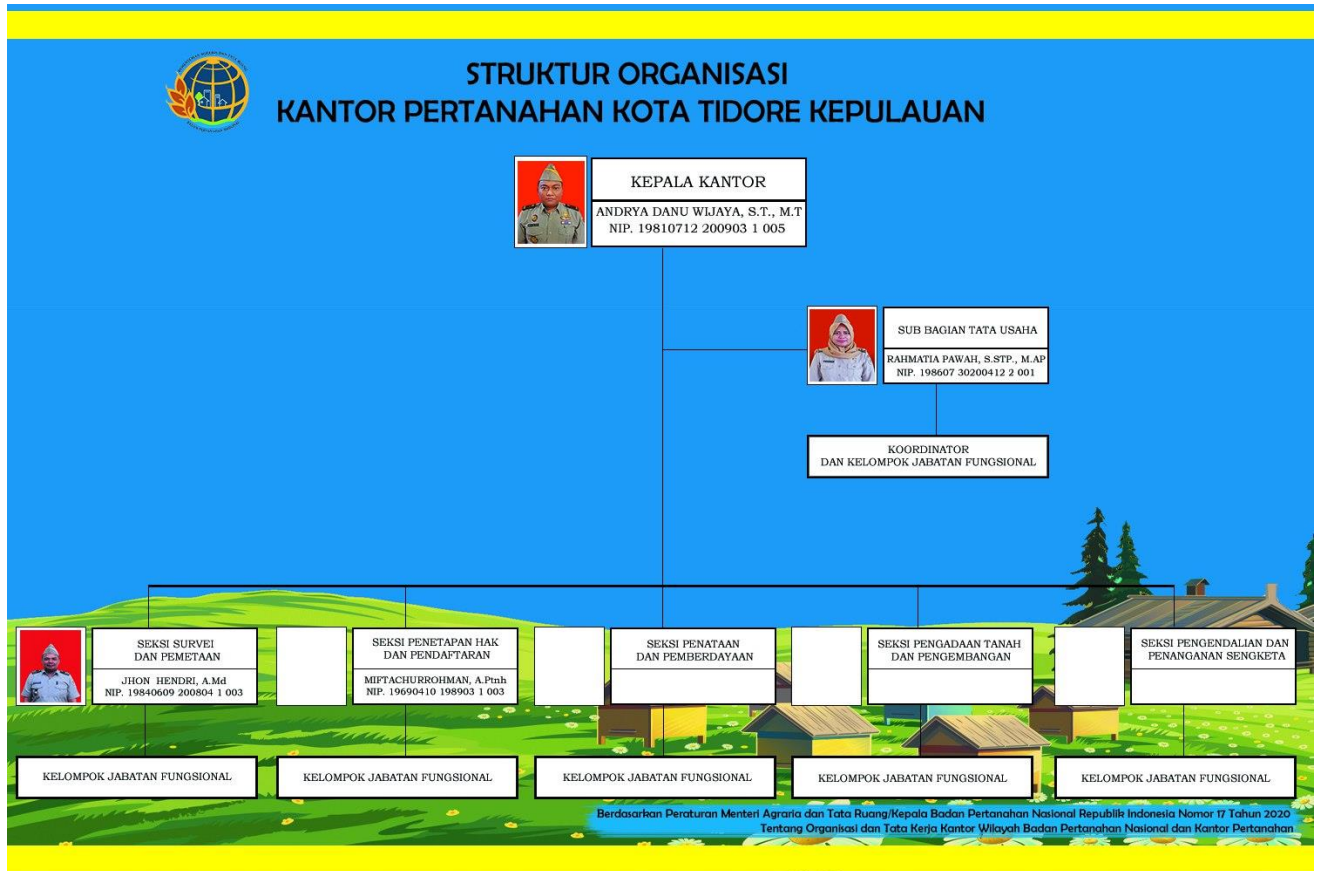 STRUKTUR ORGANISASI
KANTOR PERTANAHAN KOTA TIDORE KEPULAUAN
KEPALA KANTOR
ANDRYA DANU WIJAYA, S.T., M.T
NIP. 19810712 200903 1 005
SUB BAGIAN TATA USAHA
RAHMATIA PAWAH, S.STP., M.AP
NIP. 198607 30200412 2 001
KOORDINATOR
DAN KELOMPOK JABATAN FUNGSIONAL
SEKSI SURVEI
DAN PEMETAAN
JHON HENDRI, A.Md
NIP. 19840609 200804 1 003
SEKSI PENETAPAN HAK
DAN PENDAFTARAN
MIFTACHURROHMAN, A.Ptnh
NIP. 19690410 198903 1 003
SEKSI PENATAAN
DAN PEMBERDAYAAN
SEKSI PENGADAAN TANAH
DAN PENGEMBANGAN
SEKSI PENGENDALIAN DAN
PENANGANAN SENGKETA
KELOMPOK JABATAN FUNGSIONAL
KELOMPOK JABATAN FUNGSIONAL
KELOMPOK JABATAN FUNGSIONAL
KELOMPOK JABATAN FUNGSIONAL
KELOMPOK JABATAN FUNGSIONAL
Berdasarkan Peraturan Menteri Agraria dan Tata Ruang/Kepala Badan Pertanahan Nasional Republik Indonesia Nomor 17 Tahun 2020
Tentang Organisasi dan Tata Kerja Kantor Wilayah Badan Pertanahan Nasional dan Kantor Pertanahan